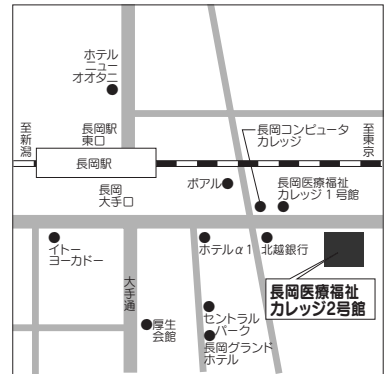 ホテル
ニュー
オオタニ
至新潟
長岡駅
東口
長岡コンピュータ
カレッジ
至東京
長岡駅
長岡
大手口
ポアル
長岡医療福祉
カレッジ1号館
イトー
ヨーカドー
ホテルα1
北越銀行
大手通
長岡医療福祉
カレッジ2号館
厚生
会館
セントラル
パーク
長岡グランド
ホテル